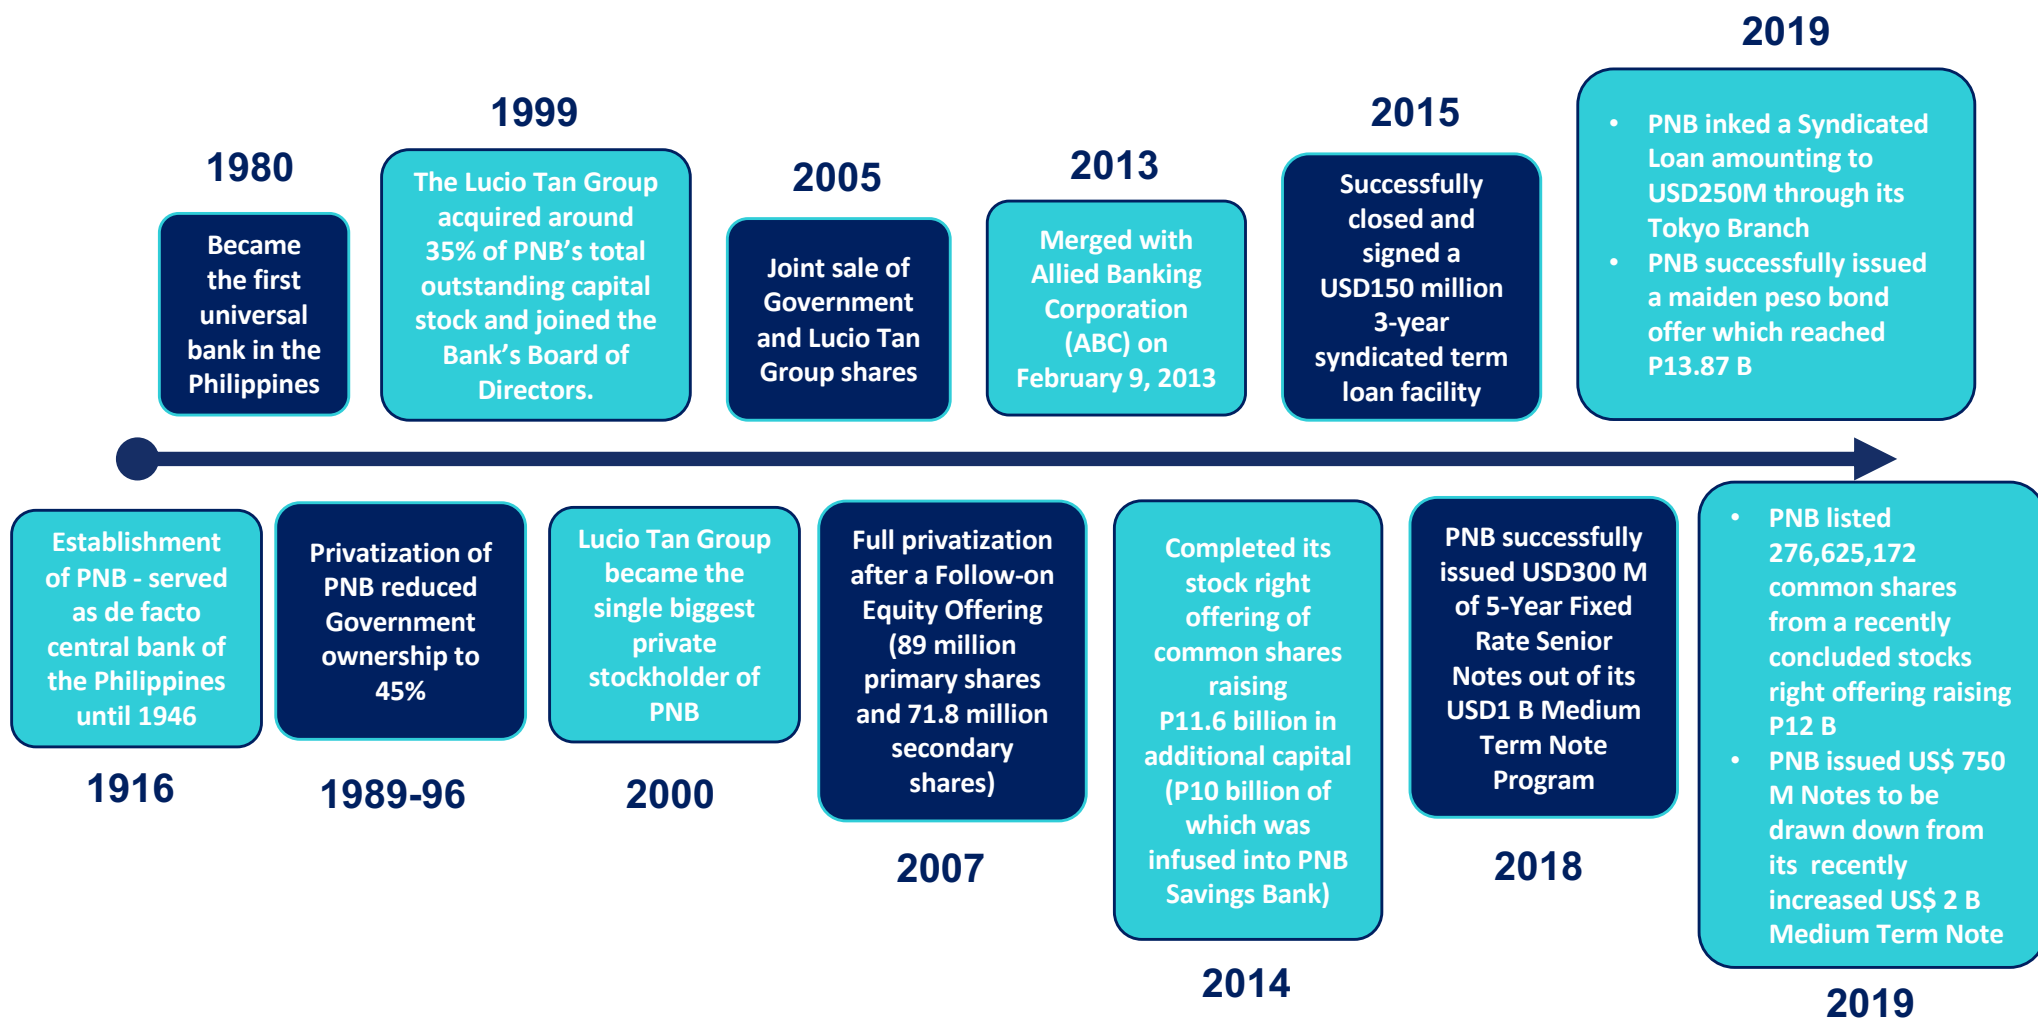 1980
Became
the first
universal
bank in the
Philippines
1999
The Lucio Tan Group
acquired around
35% of PNB’s total
outstanding capital
stock and joined the
Bank’s Board of
Directors.
2005
Joint sale of
Government
and Lucio Tan
Group shares
2013
Merged with
Allied Banking
Corporation
(ABC) on
February 9, 2013
2015
Successfully
closed and
signed a
USD150 million
3-year
syndicated term
loan facility
2019
• PNB inked a Syndicated
Loan amounting to
USD250M through its
Tokyo Branch
• PNB successfully issued
a maiden peso bond
offer which reached
P13.87 B
Establishment
of PNB - served
as de facto
central bank of
the Philippines
until 1946
1916
Privatization of
PNB reduced
Government
ownership to
45%
1989-96
Lucio Tan Group
became the
single biggest
private
stockholder of
PNB
2000
Full privatization
after a Follow-on
Equity Offering
(89 million
primary shares
and 71.8 million
secondary
shares)
2007
Completed its
stock right
offering of
common shares
raising
P11.6 billion in
additional capital
(P10 billion of
which was
infused into PNB
Savings Bank)
2014
PNB successfully
issued USD300 M
of 5-Year Fixed
Rate Senior
Notes out of its
USD1 B Medium
Term Note
Program
2018
• PNB listed
276,625,172
common shares
from a recently
concluded stocks
right offering raising
P12 B
• PNB issued US$ 750
M Notes to be
drawn down from
its recently
increased US$ 2 B
Medium Term Note
2019